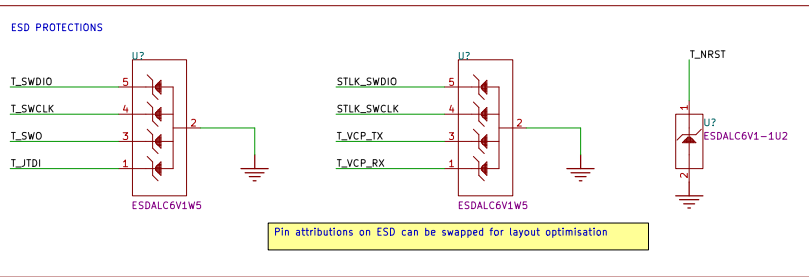 ESD PROTECTIONS
U?
T_SWDIO 5
T_SWCLK 4
2
T_SWO 3
T_JTDI 1
ESDALC6V1W5
U?
STLK_SWDIO 5
STLK_SWCLK 4
2
T_VCP_TX 3
T_VCP_RX 1
ESDALC6V1W5
T_NRST
1
U?
ESDALC6V1-1U2
2
Pin attributions on ESD can be swapped for layout optimisation